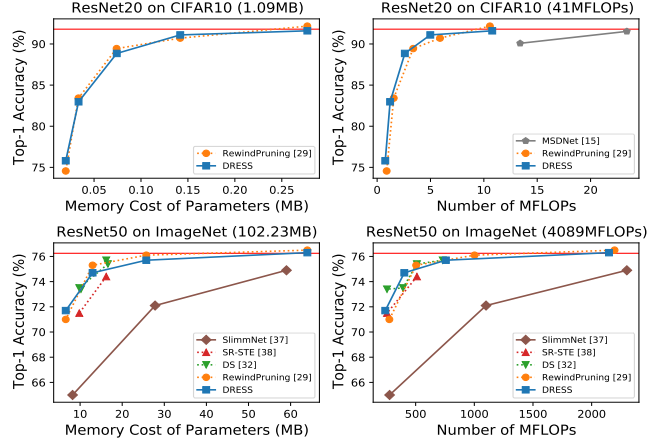 ResNet20 on CIFAR10 (1.09MB)
Top-1 Accuracy (%)
90
85
80
75
0.05
0.10
0.15
0.20
0.25
Memory Cost of Parameters (MB)
RewindPruning [29]
DRESS
ResNet20 on CIFAR10 (41MFLOPs)
Top-1 Accuracy (%)
90
85
80
75
0
5
10
15
20
Number of MFLOPs
MSDNet [15]
RewindPruning [29]
DRESS
ResNet50 on ImageNet (102.23MB)
Top-1 Accuracy (%)
76
74
72
70
68
66
10
20
30
40
50
60
Memory Cost of Parameters (MB)
SlimmNet [37]
SR-STE [38]
DS [32]
RewindPruning [29]
DRESS
ResNet50 on ImageNet (4089MFLOPs)
Top-1 Accuracy (%)
76
74
72
70
68
66
500
1000
1500
2000
Number of MFLOPs
SlimmNet [37]
SR-STE [38]
DS [32]
RewindPruning [29]
DRESS